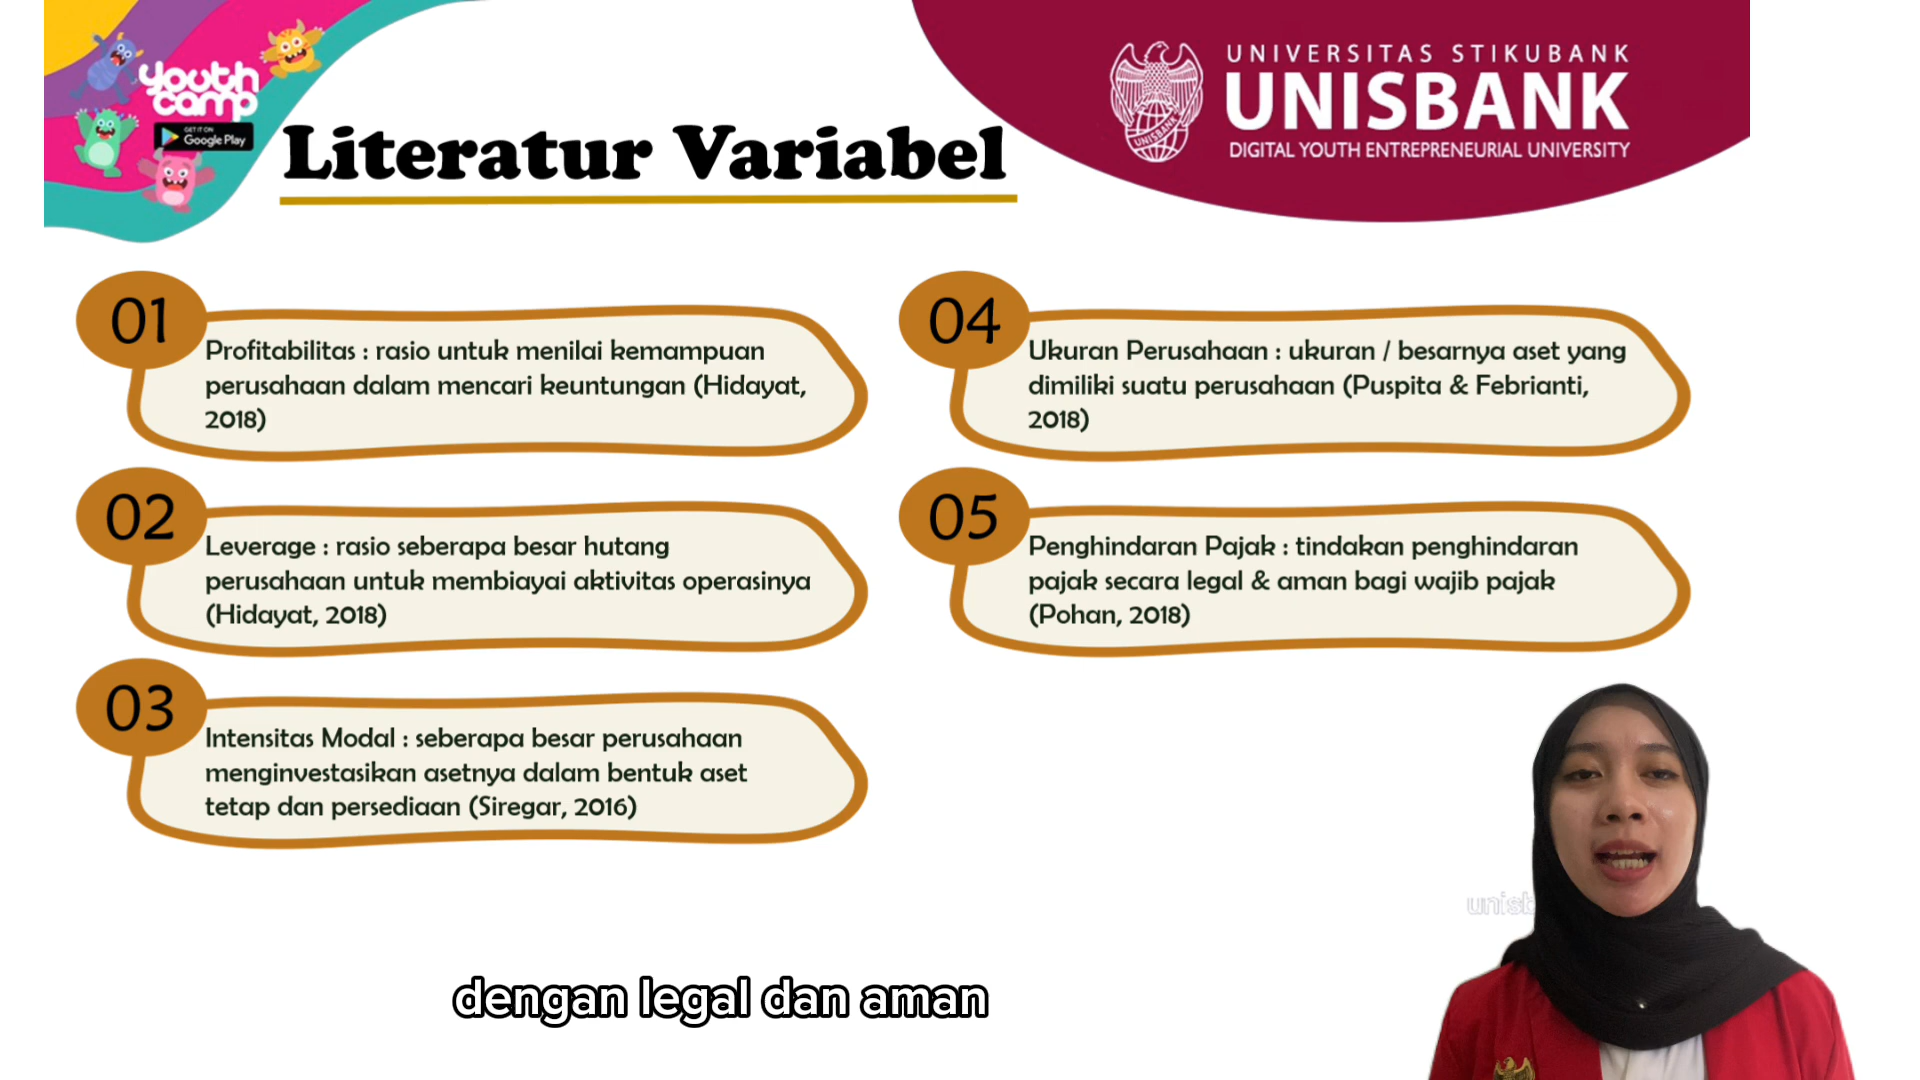 youth
camp
GET IT ON
Google Play
Literatur Variabel
UNIVERSITAS STIKUBANK
UNISBANK
DIGITAL YOUTH ENTREPRENEURIAL UNIVERSITY
UNISBANK
01
Profitabilitas : rasio untuk menilai kemampuan
perusahaan dalam mencari keuntungan (Hidayat,
2018)
02
Leverage : rasio seberapa besar hutang
perusahaan untuk membiayai aktivitas operasinya
(Hidayat, 2018)
03
Intensitas Modal : seberapa besar perusahaan
menginvestasikan asetnya dalam bentuk aset
tetap dan persediaan (Siregar, 2016)
04
Ukuran Perusahaan : ukuran / besarnya aset yang
dimiliki suatu perusahaan (Puspita & Febrianti,
2018)
05
Penghindaran Pajak : tindakan penghindaran
pajak secara legal & aman bagi wajib pajak
(Pohan, 2018)
dengan legal dan aman